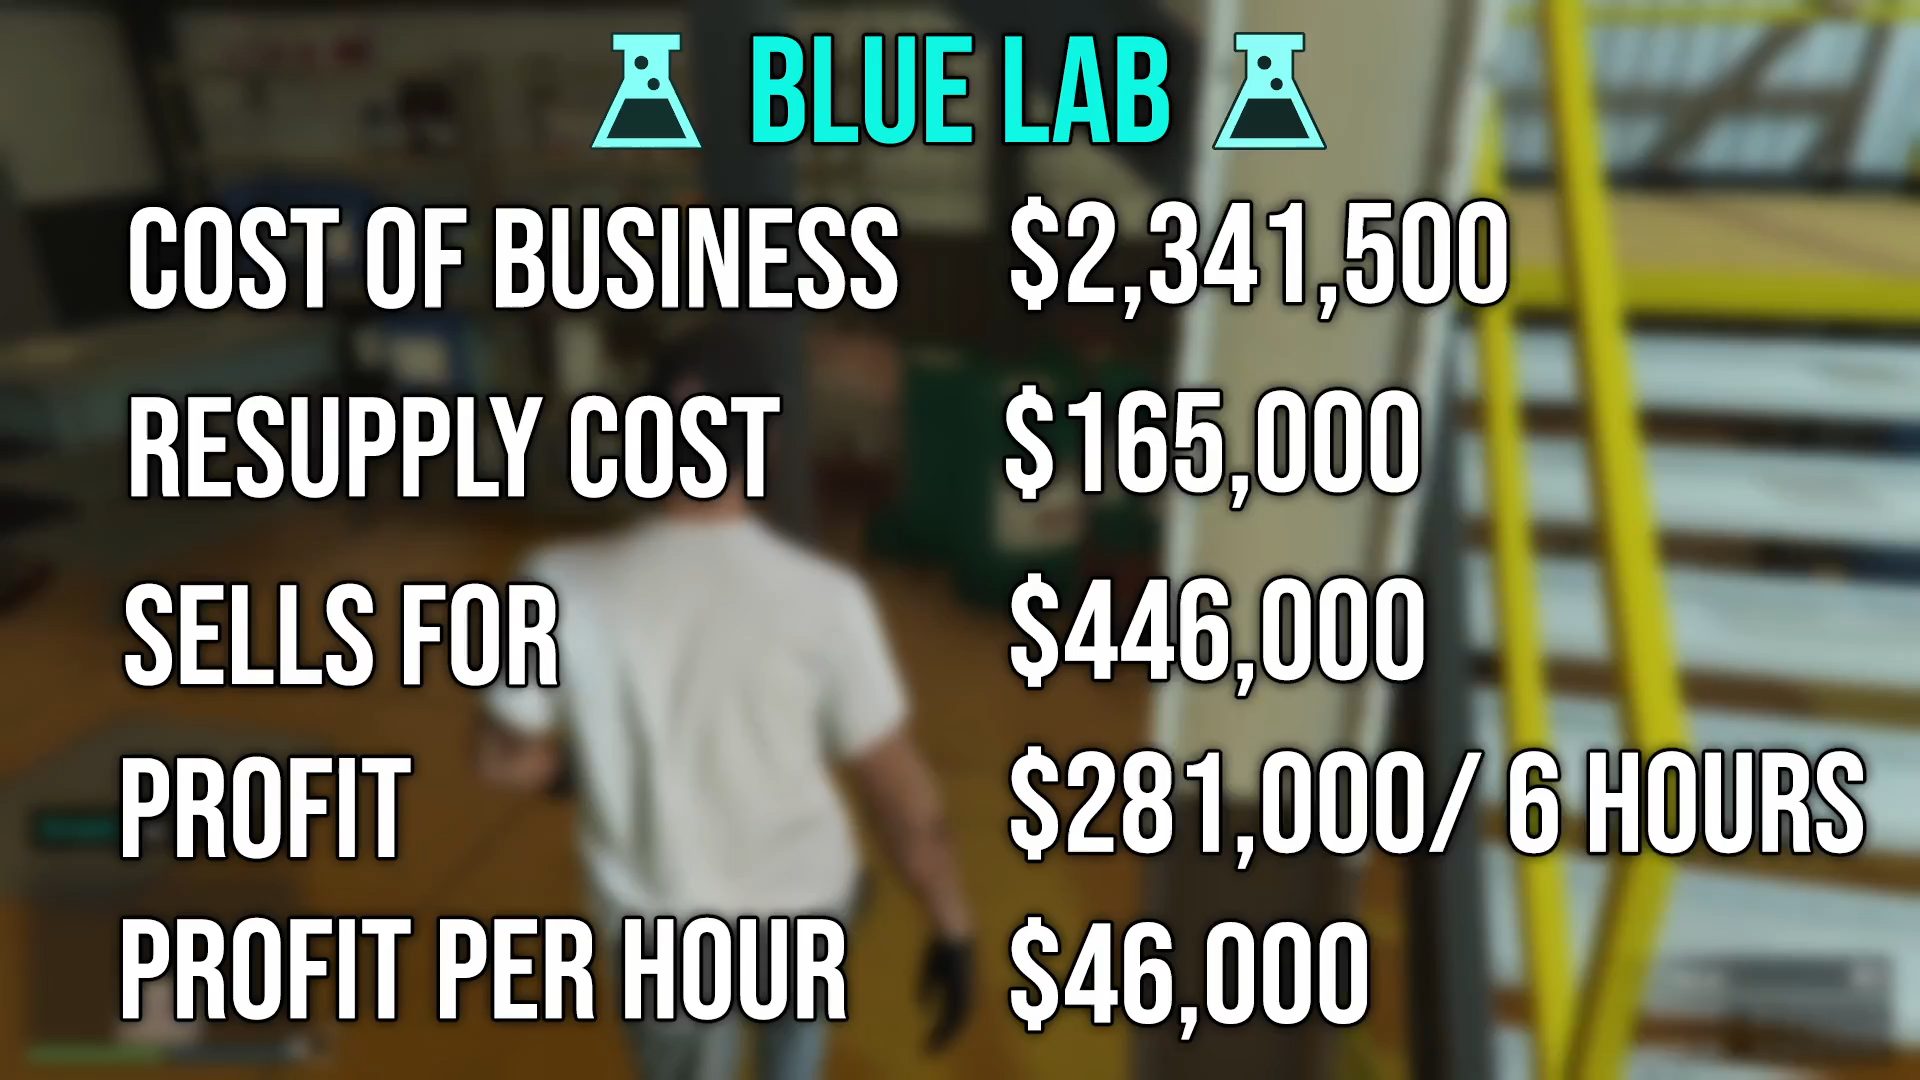 BLUE LAB
COST OF BUSINESS $2,341,500
RESUPPLY COST $165,000
SELLS FOR $446,000
PROFIT $281,000/ 6 HOURS
PROFIT PER HOUR $46,000